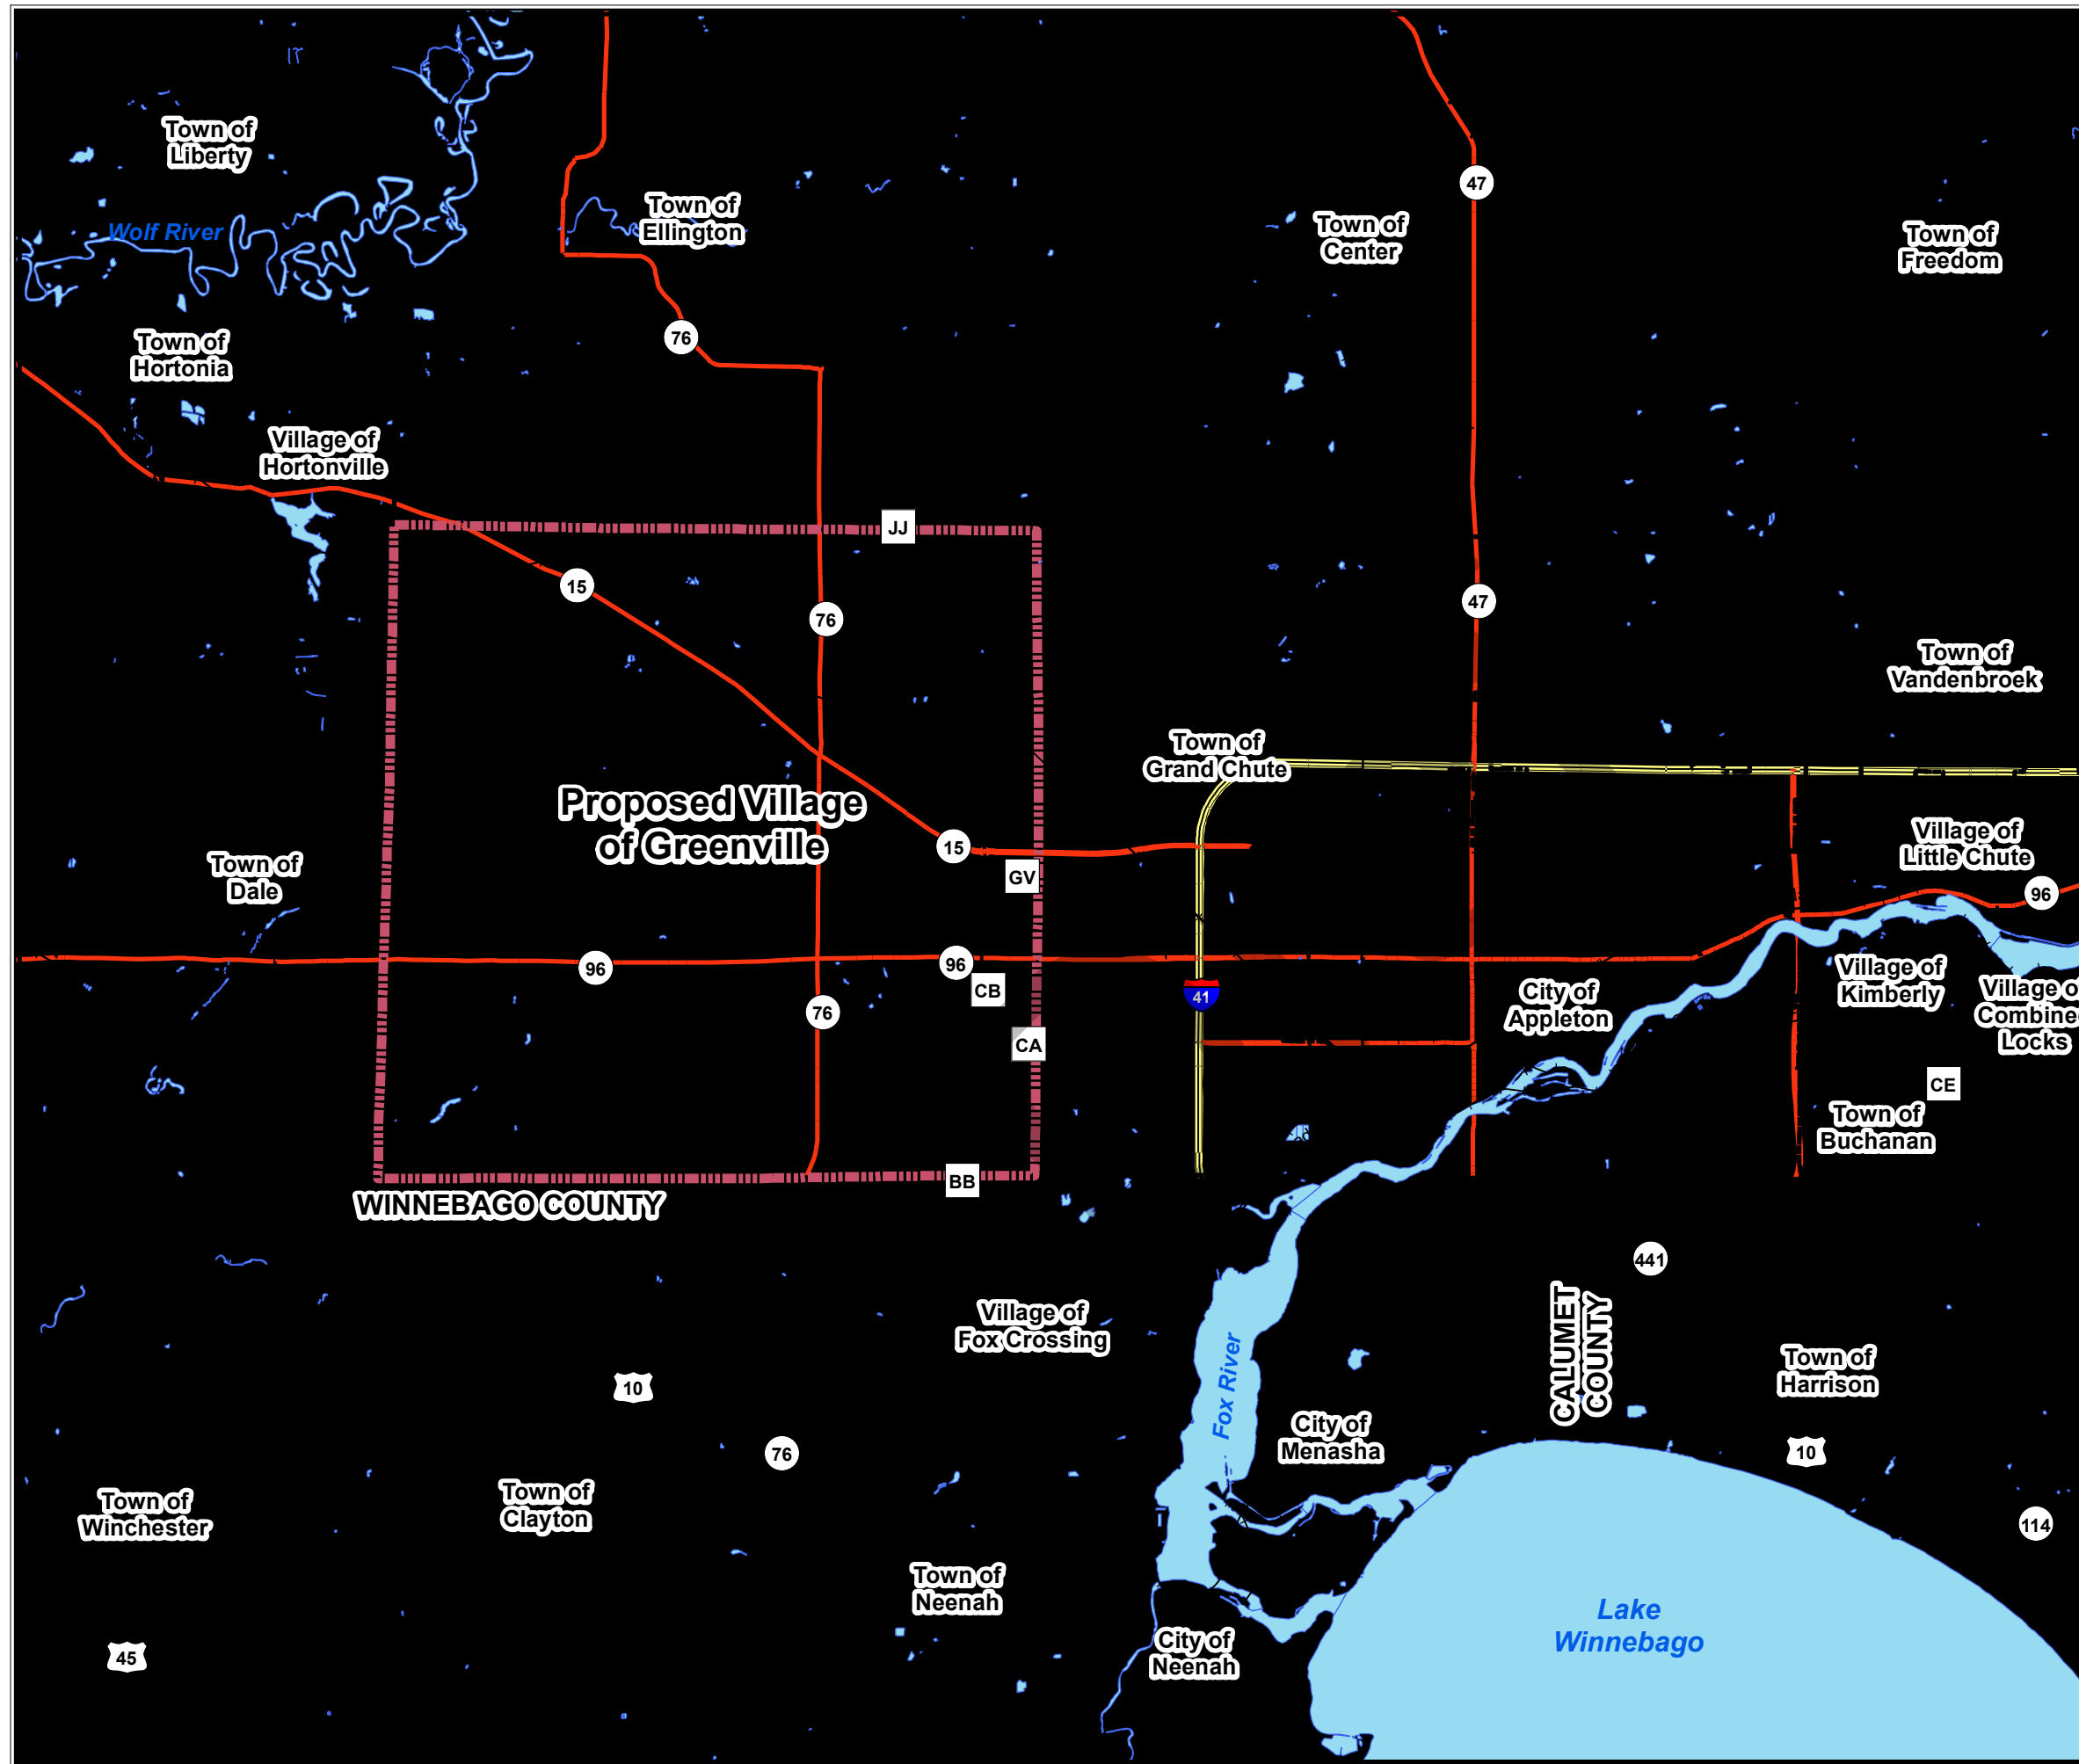 Town of
Liberty
47
Town of
Ellington
Town of
Center
Wolf River
Town of
Freedom
76
Town of
Hortonia
Village of
Hortonville
JJ
15
76
47
Town of
Vandenbroek
Town of
Grand Chute
Proposed Village
of Greenville
15
Village of
Little Chute
Town of
Dale
GV
96
96
96
CB
41
City of
Appleton
Village of
Kimberly
Village o
Combine
Locks
76
CA
CE
Town of
Buchanan
BB
WINNEBAGO COUNTY
441
Village of
Fox Crossing
CALUMET
COUNTY
Fox River
Town of
Harrison
10
City of
Menasha
10
76
Town of
Winchester
Town of
Clayton
114
Town of
Neenah
Lake
Winnebago
City of
Neenah
45